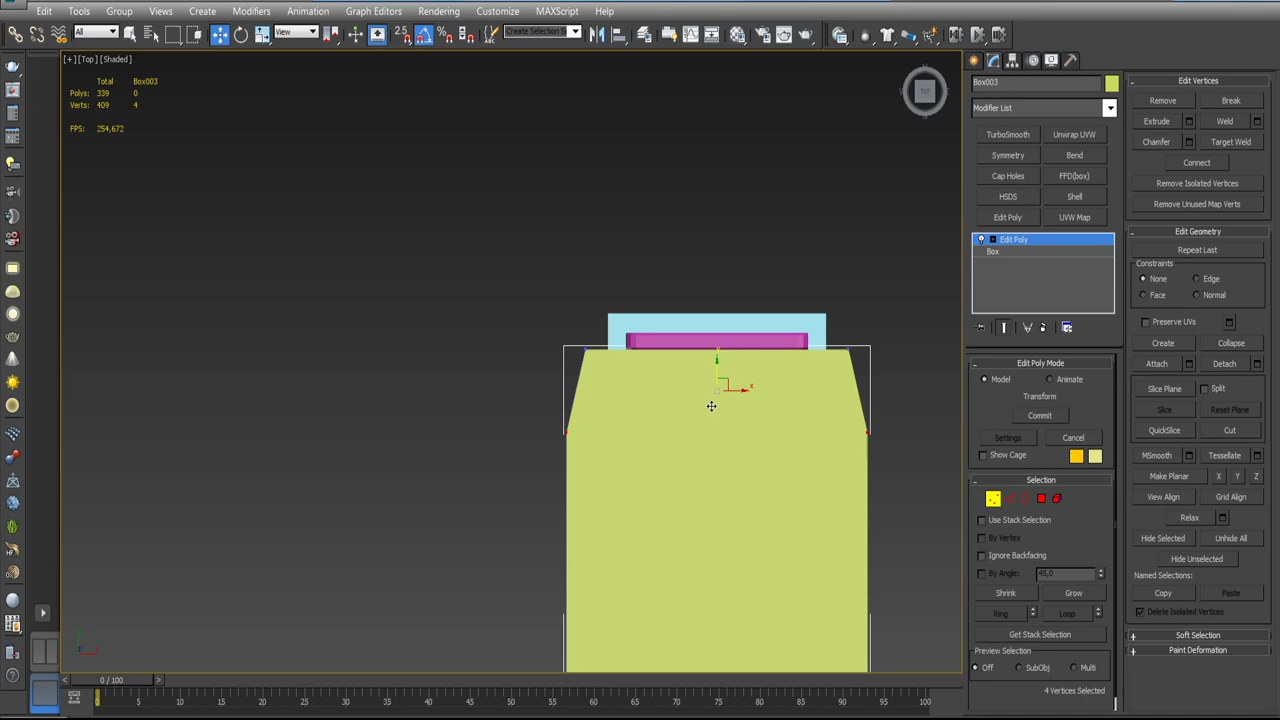 Edit Tools Group Views Create Modifiers Animation Graph Editors Rendering Customize MAXScript Help
All View 2.5 Create Selection S
[+] [Top] [Shaded]
Total Box003
Polys: 339 0
Verts: 409 4
FPS: 254,672
TOP
y
x
Box003
Modifier List
TurboSmooth Unwrap UVW
Symmetry Bend
Cap Holes FFD(box)
HSDS Shell
Edit Poly UVW Map
Edit Poly
Box
Edit Poly Mode
Model Animate
Transform
Commit
Settings Cancel
Show Cage
Selection
Use Stack Selection
By Vertex
Ignore Backfacing
By Angle: 45,0
Shrink Grow
Ring Loop
Get Stack Selection
Preview Selection
Off SubObj Multi
4 Vertices Selected
Edit Vertices
Remove Break
Extrude Weld
Chamfer Target Weld
Connect
Remove Isolated Vertices
Remove Unused Map Verts
Edit Geometry
Repeat Last
Constraints
None Edge
Face Normal
Preserve UVs
Create Collapse
Attach Detach
Slice Plane Split
Slice Reset Plane
QuickSlice Cut
MSmooth Tessellate
Make Planar X Y Z
View Align Grid Align
Relax
Hide Selected Unhide All
Hide Unselected
Named Selections:
Copy Paste
Delete Isolated Vertices
Soft Selection
Paint Deformation
< 0 / 100 >
0 5 10 15 20 25 30 35 40 45 50 55 60 65 70 75 80 85 90 95 100